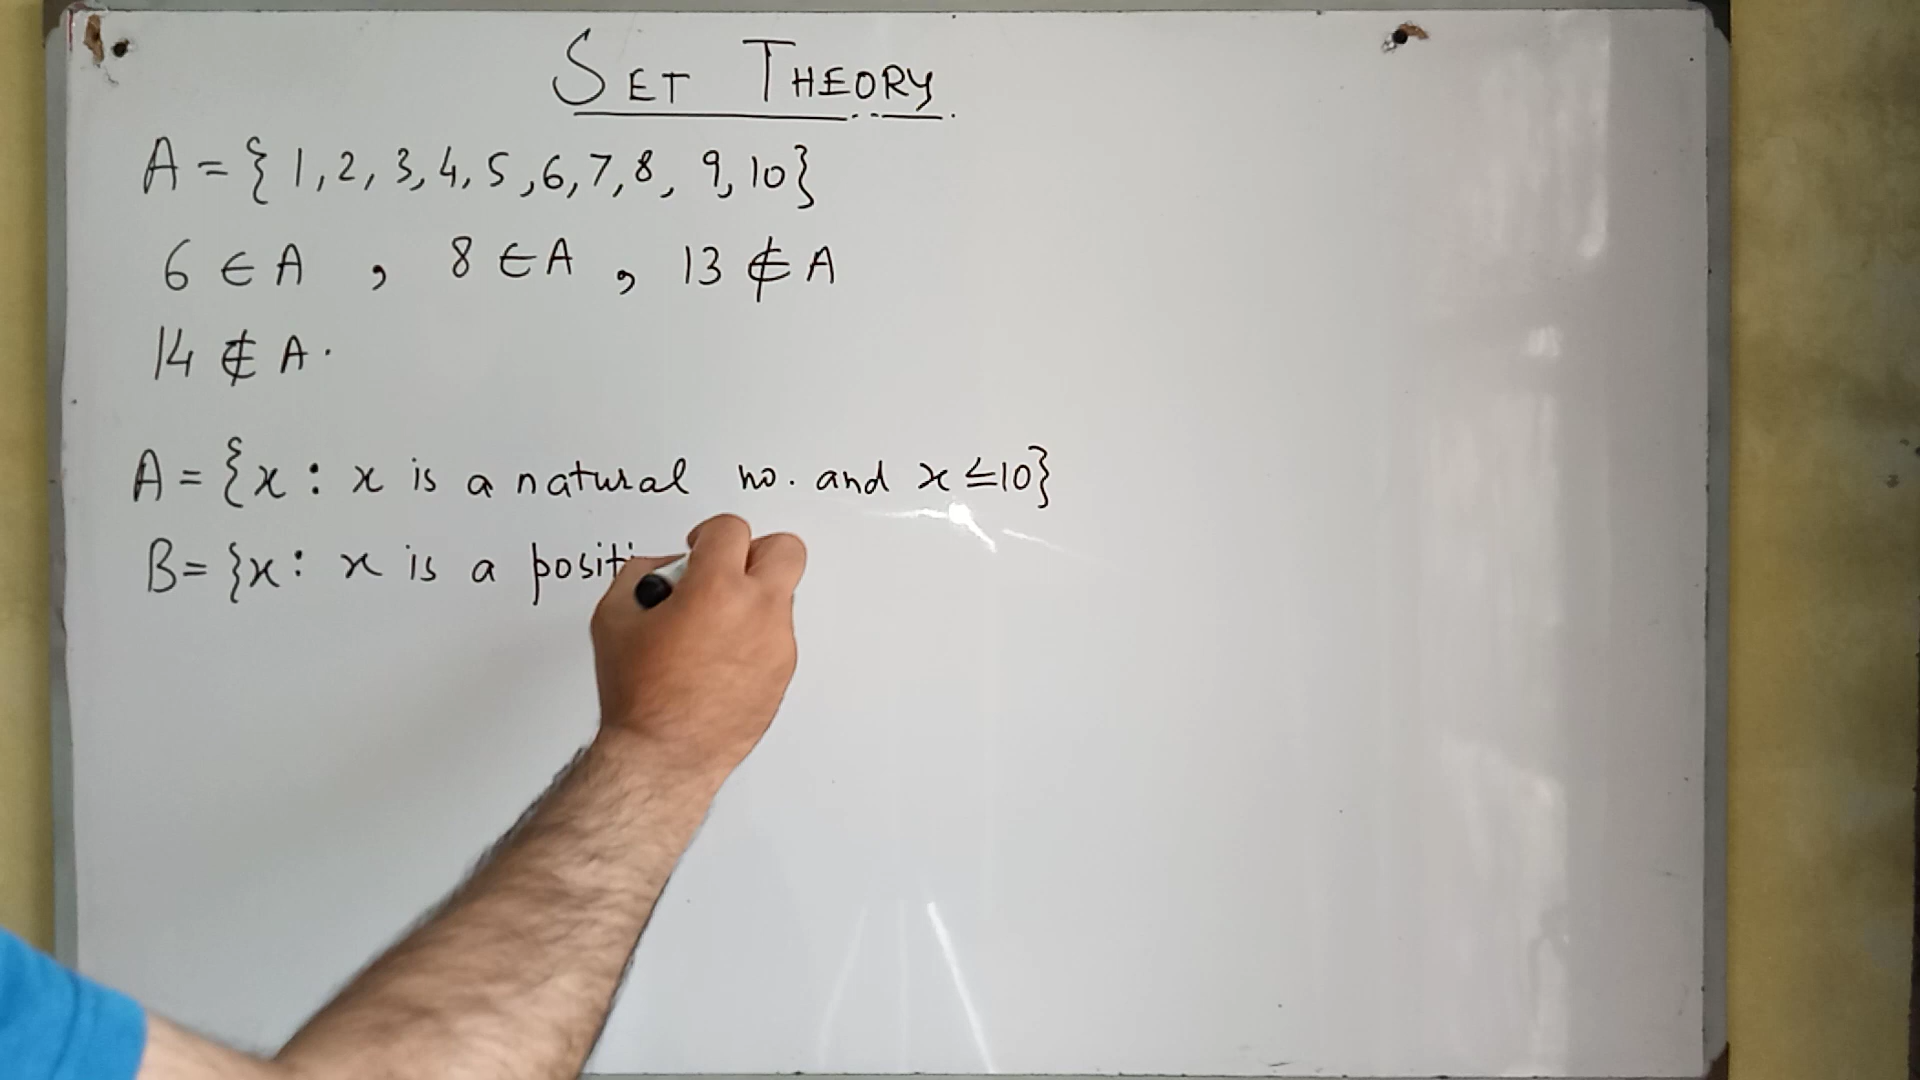 SET THEORY.
A = { 1, 2, 3, 4, 5, 6, 7, 8, 9, 10}
6 ∈ A , 8 ∈ A , 13 ∉ A
14 ∉ A.
A = {x : x is a natural no. and x ≤ 10}
B = {x : x is a positi